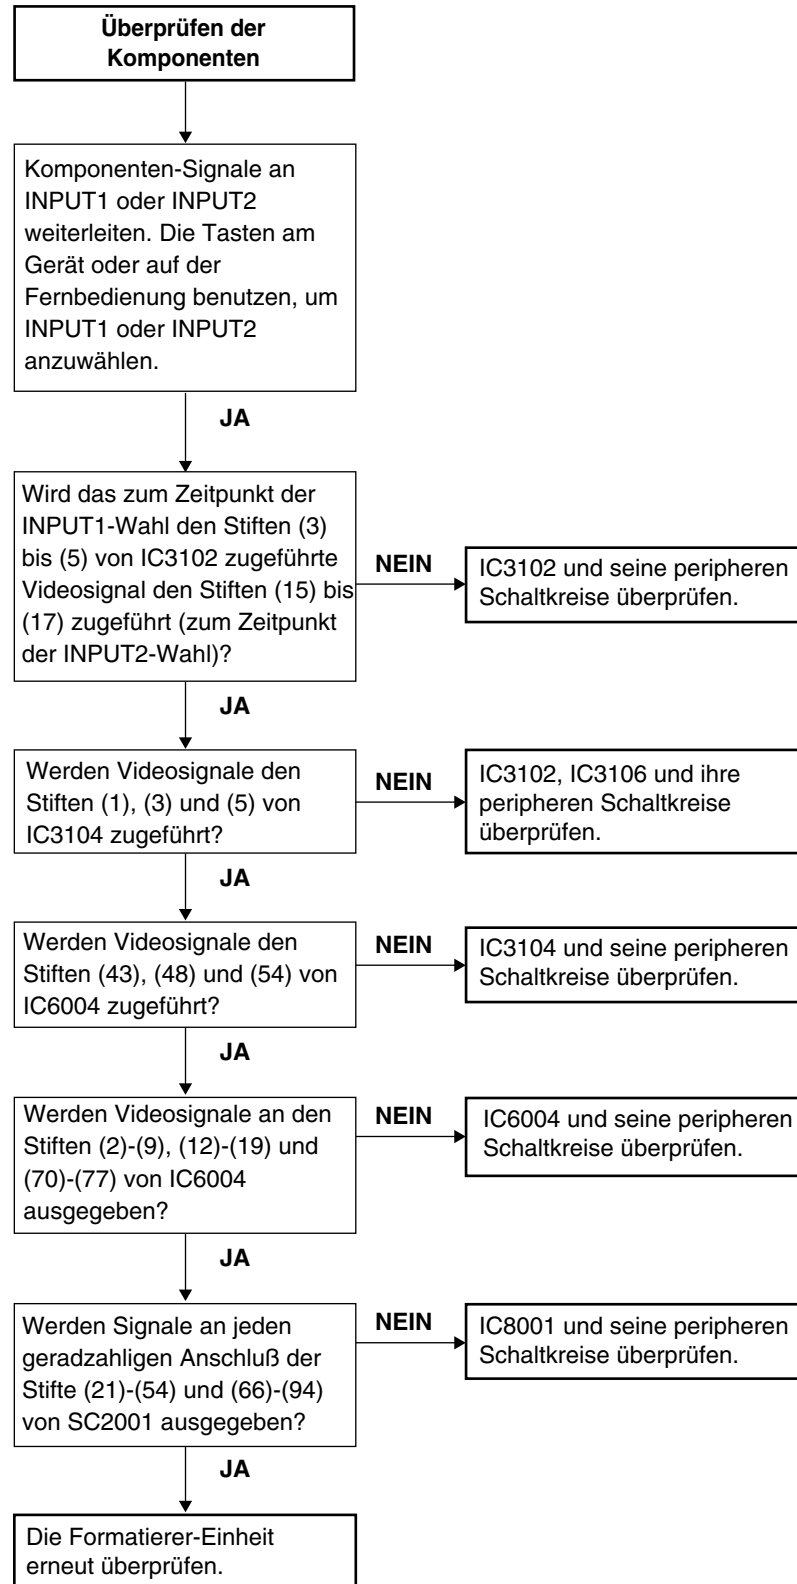 Überprüfen der
Komponenten
Komponenten-Signale an
INPUT1 oder INPUT2
weiterleiten. Die Tasten am
Gerät oder auf der
Fernbedienung benutzen, um
INPUT1 oder INPUT2
anzuwählen.
JA
Wird das zum Zeitpunkt der
INPUT1-Wahl den Stiften (3)
bis (5) von IC3102 zugeführte
Videosignal den Stiften (15) bis
(17) zugeführt (zum Zeitpunkt
der INPUT2-Wahl)?
NEIN
IC3102 und seine peripheren
Schaltkreise überprüfen.
JA
Werden Videosignale den
Stiften (1), (3) und (5) von
IC3104 zugeführt?
NEIN
IC3102, IC3106 und ihre
peripheren Schaltkreise
überprüfen.
JA
Werden Videosignale den
Stiften (43), (48) und (54) von
IC6004 zugeführt?
NEIN
IC3104 und seine peripheren
Schaltkreise überprüfen.
JA
Werden Videosignale an den
Stiften (2)-(9), (12)-(19) und
(70)-(77) von IC6004
ausgegeben?
NEIN
IC6004 und seine peripheren
Schaltkreise überprüfen.
JA
Werden Signale an jeden
geradzahligen Anschluß der
Stifte (21)-(54) und (66)-(94)
von SC2001 ausgegeben?
NEIN
IC8001 und seine peripheren
Schaltkreise überprüfen.
JA
Die Formatierer-Einheit
erneut überprüfen.